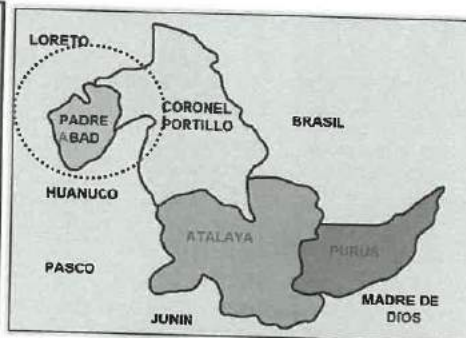 LORETO
PADRE
ABAD
CORONEL
PORTILLO
BRASIL
HUANUCO
ATALAYA
PURUS
PASCO
MADRE DE
DIOS
JUNIN